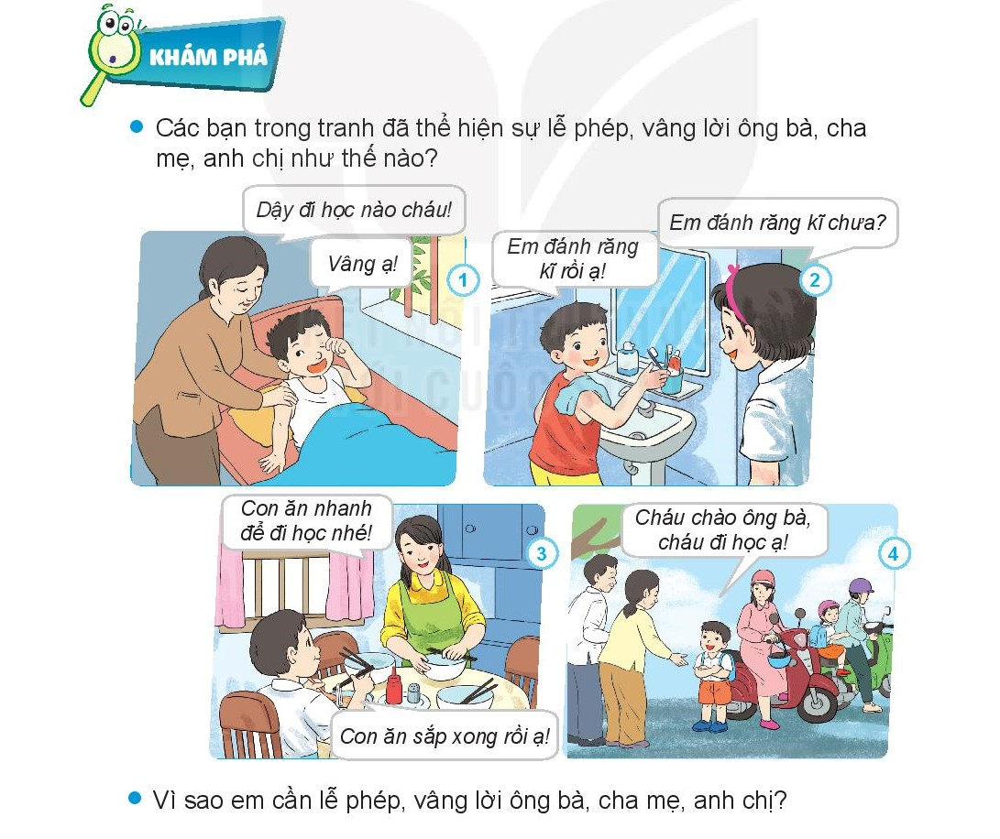 KHÁM PHÁ
Các bạn trong tranh đã thể hiện sự lễ phép, vâng lời ông bà, cha
mẹ, anh chị như thế nào?
Dậy đi học nào cháu!
Vâng ạ!
1
Em đánh răng kĩ chưa?
Em đánh răng
kĩ rồi ạ!
2
Con ăn nhanh
để đi học nhé!
3
Con ăn sắp xong rồi ạ!
Cháu chào ông bà,
cháu đi học ạ!
4
Vì sao em cần lễ phép, vâng lời ông bà, cha mẹ, anh chị?